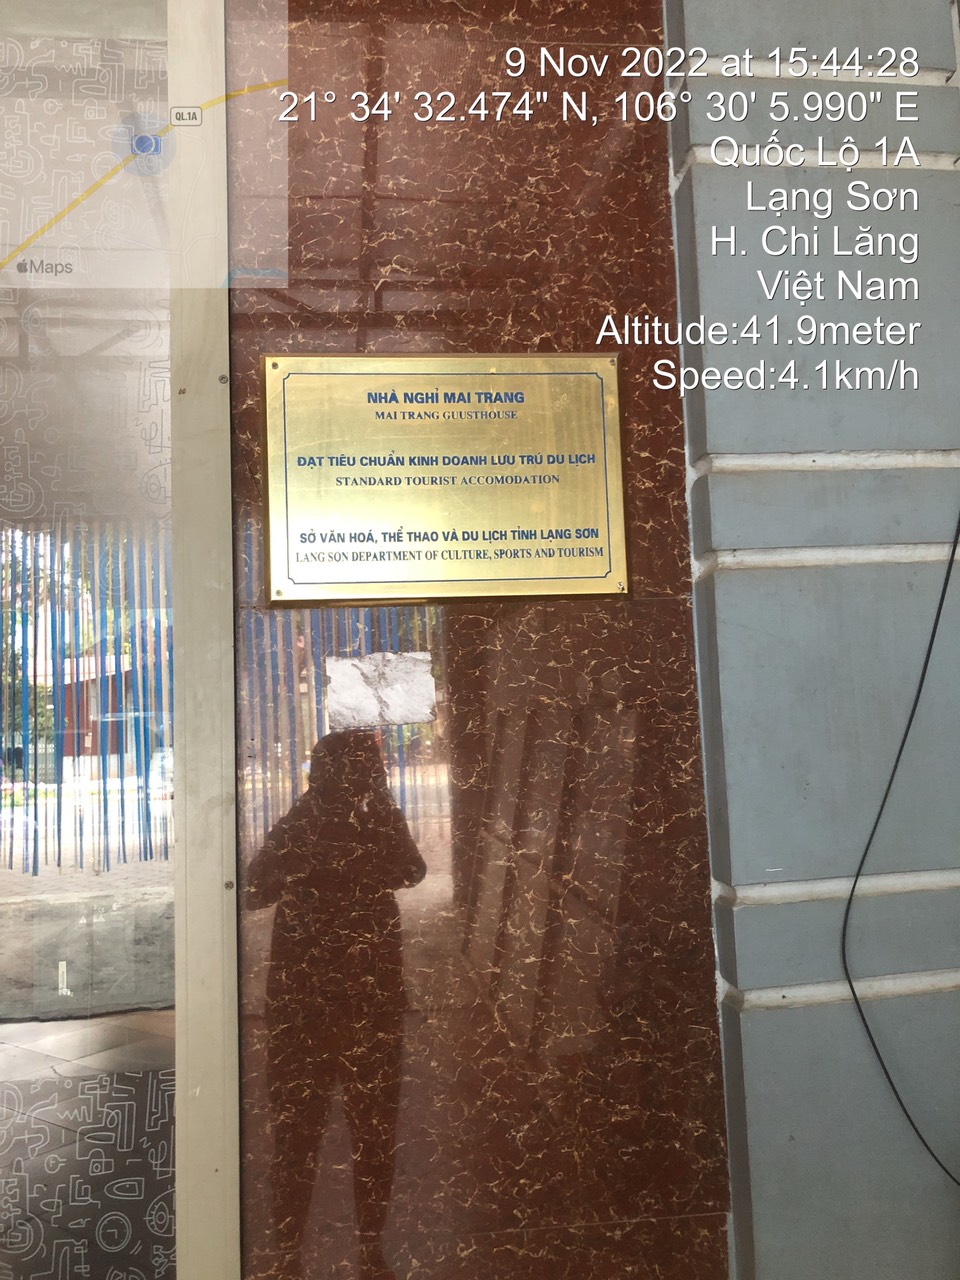 9 Nov 2022 at 15:44:28
21° 34' 32.474" N, 106° 30' 5.990" E
Quốc Lộ 1A
Lạng Sơn
H. Chi Lăng
Việt Nam
Altitude:41.9meter
Speed:4.1km/h
QL.1A
Maps
NHÀ NGHỈ MAI TRANG
MAI TRANG GUUSTHOUSE
ĐẠT TIÊU CHUẨN KINH DOANH LƯU TRÚ DU LỊCH
STANDARD TOURIST ACCOMODATION
SỞ VĂN HOÁ, THỂ THAO VÀ DU LỊCH TỈNH LẠNG SƠN
LANG SON DEPARTMENT OF CULTURE, SPORTS AND TOURISM